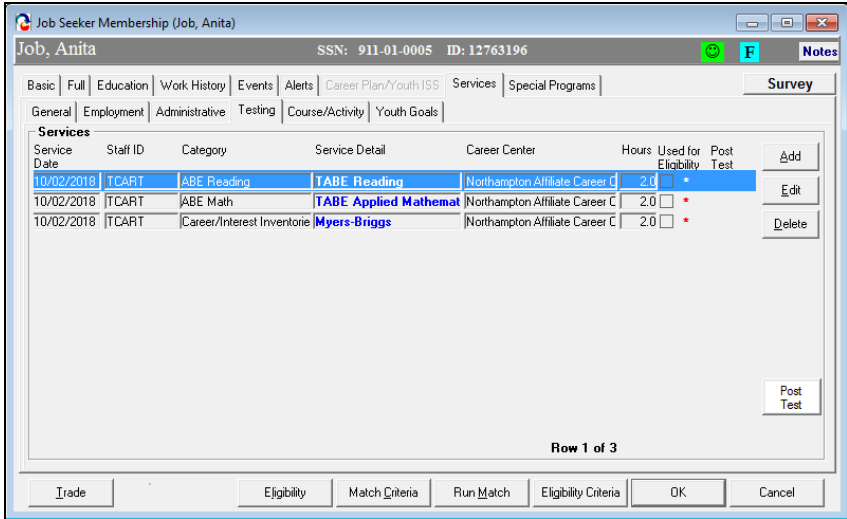 Job Seeker Membership (Job, Anita)
Job, Anita SSN: 911-01-0005 ID: 12763196 F Notes
Basic Full Education Work History Events Alerts Career Plan/Youth ISS Services Special Programs Survey
General Employment Administrative Testing Course/Activity Youth Goals
Services
Service Date Staff ID Category Service Detail Career Center Hours Used for Eligibility Post Test
10/02/2018 TCART ABE Reading TABE Reading Northampton Affiliate Career C 2.0 *
10/02/2018 TCART ABE Math TABE Applied Mathemat Northampton Affiliate Career C 2.0 *
10/02/2018 TCART Career/Interest Inventorie Myers-Briggs Northampton Affiliate Career C 2.0 *
Add
Edit
Delete
Post
Test
Row 1 of 3
Trade Eligibility Match Criteria Run Match Eligibility Criteria OK Cancel